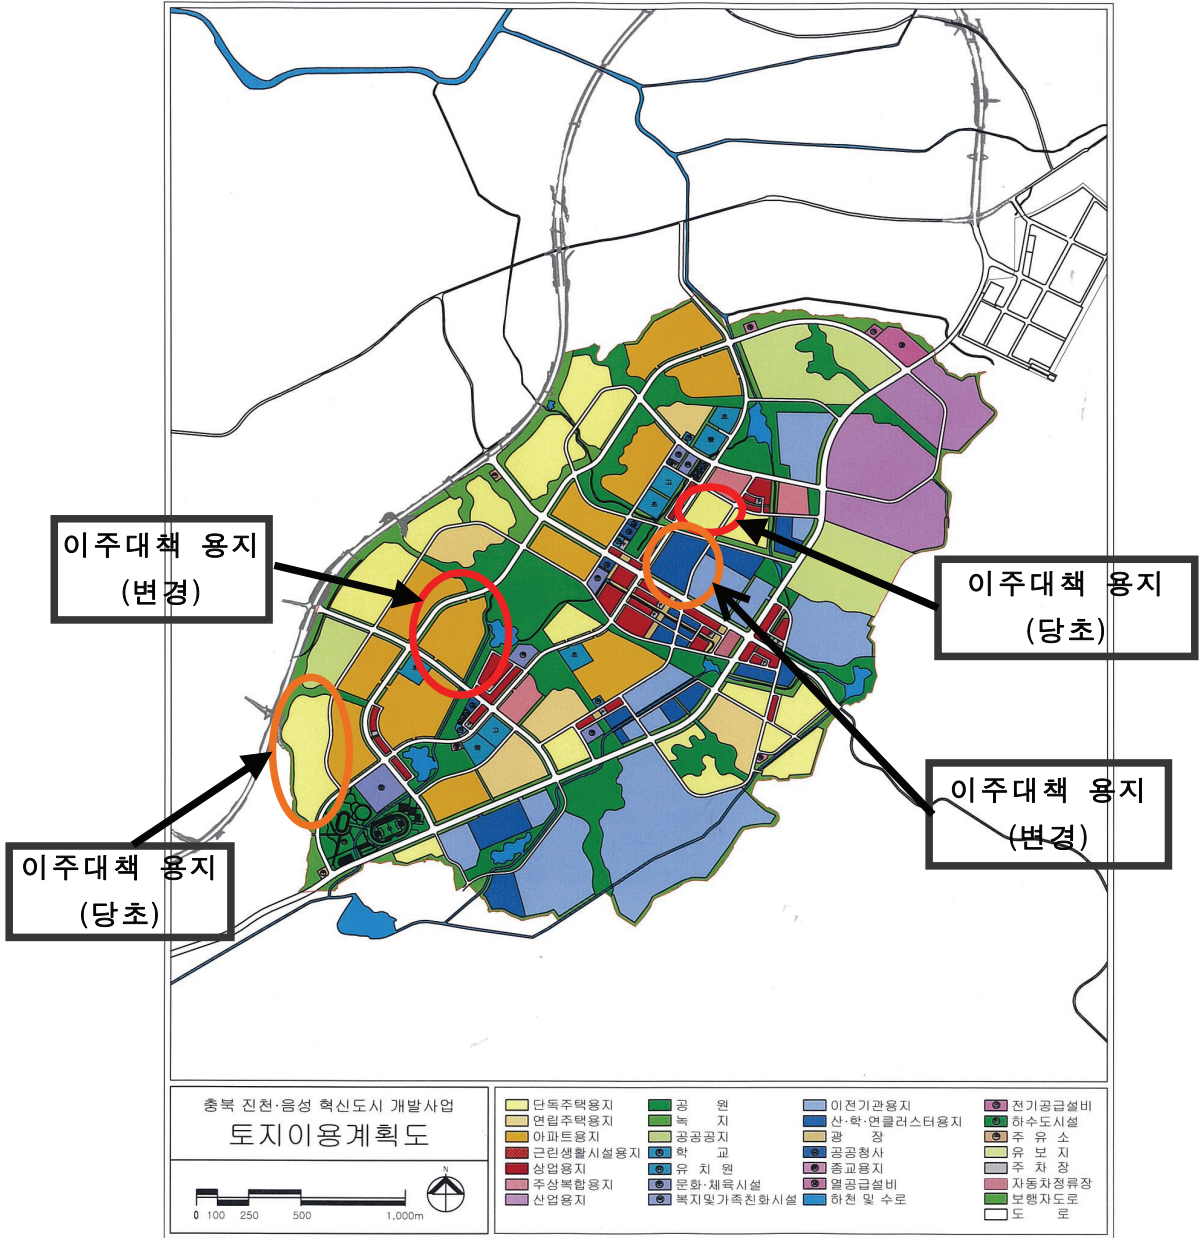 이주대책 용지
(변경)
이주대책 용지
(당초)
이주대책 용지
(변경)
이주대책 용지
(당초)
충북 진천·음성 혁신도시 개발사업
토지이용계획도
0 100 250 500 1,000m
N
단독주택용지
연립주택용지
아파트용지
근린생활시설용지
상업용지
주상복합용지
산업용지
공 원
녹 지
공공공지
학 교
유 치 원
문화·체육시설
복지및가족친화시설
이전기관용지
산·학·연클러스터용지
광 장
공공청사
종교용지
열공급설비
하천 및 수로
전기공급설비
하수도시설
주 유 소
유 보 지
주 차 장
자동차정류장
보행자도로
도 로